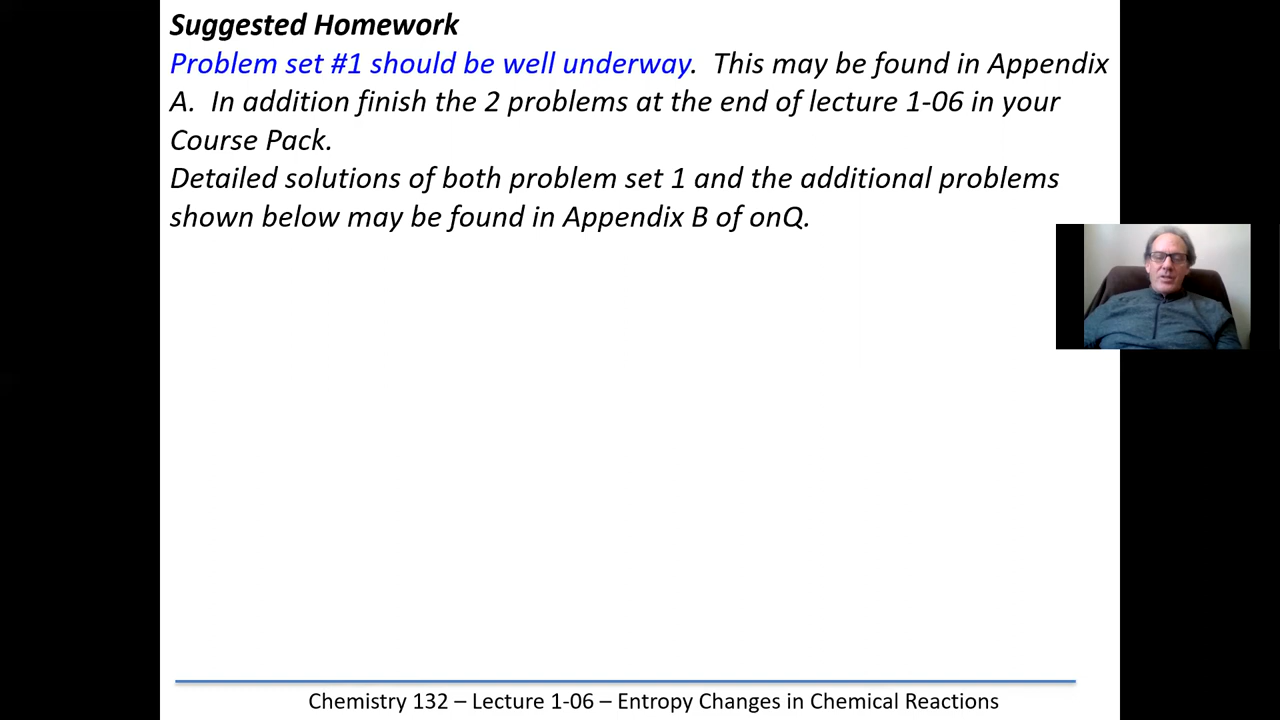 Suggested Homework
Problem set #1 should be well underway. This may be found in Appendix
A. In addition finish the 2 problems at the end of lecture 1-06 in your
Course Pack.
Detailed solutions of both problem set 1 and the additional problems
shown below may be found in Appendix B of onQ.
Chemistry 132 – Lecture 1-06 – Entropy Changes in Chemical Reactions